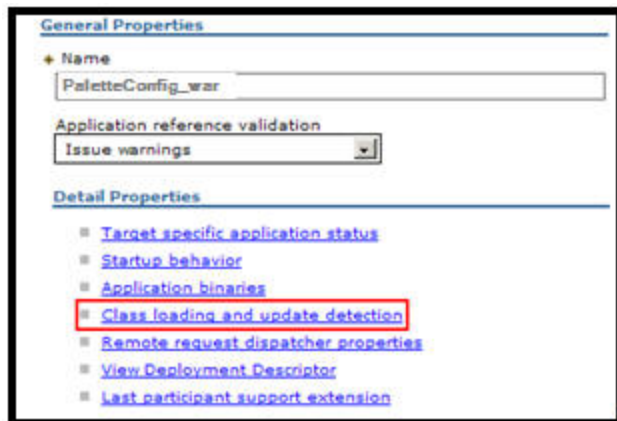 General Properties
Name
PaletteConfig_war
Application reference validation
Issue warnings
Detail Properties
Target specific application status
Startup behavior
Application binaries
Class loading and update detection
Remote request dispatcher properties
View Deployment Descriptor
Last participant support extension